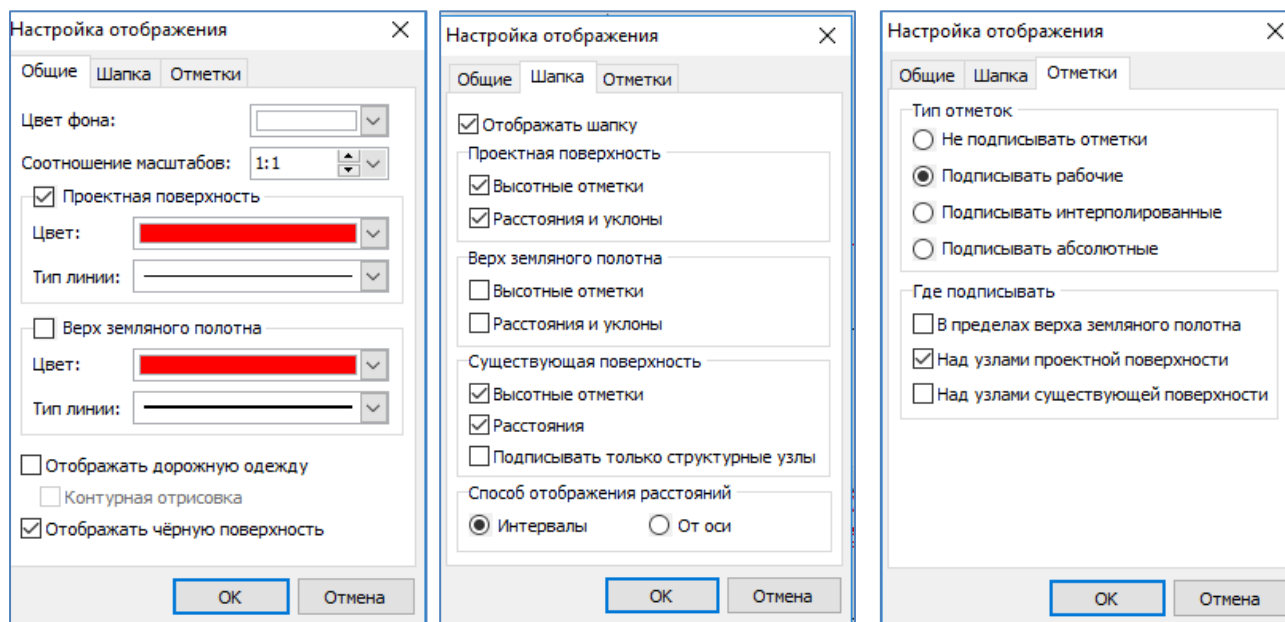 Настройка отображения
Общие Шапка Отметки
Цвет фона:
Соотношение масштабов: 1:1
Проектная поверхность
Цвет:
Тип линии:
Верх земляного полотна
Цвет:
Тип линии:
Отображать дорожную одежду
Контурная отрисовка
Отображать чёрную поверхность
ОК Отмена
Настройка отображения
Общие Шапка Отметки
Отображать шапку
Проектная поверхность
Высотные отметки
Расстояния и уклоны
Верх земляного полотна
Высотные отметки
Расстояния и уклоны
Существующая поверхность
Высотные отметки
Расстояния
Подписывать только структурные узлы
Способ отображения расстояний
Интервалы От оси
ОК Отмена
Настройка отображения
Общие Шапка Отметки
Тип отметок
Не подписывать отметки
Подписывать рабочие
Подписывать интерполированные
Подписывать абсолютные
Где подписывать
В пределах верха земляного полотна
Над узлами проектной поверхности
Над узлами существующей поверхности
ОК Отмена